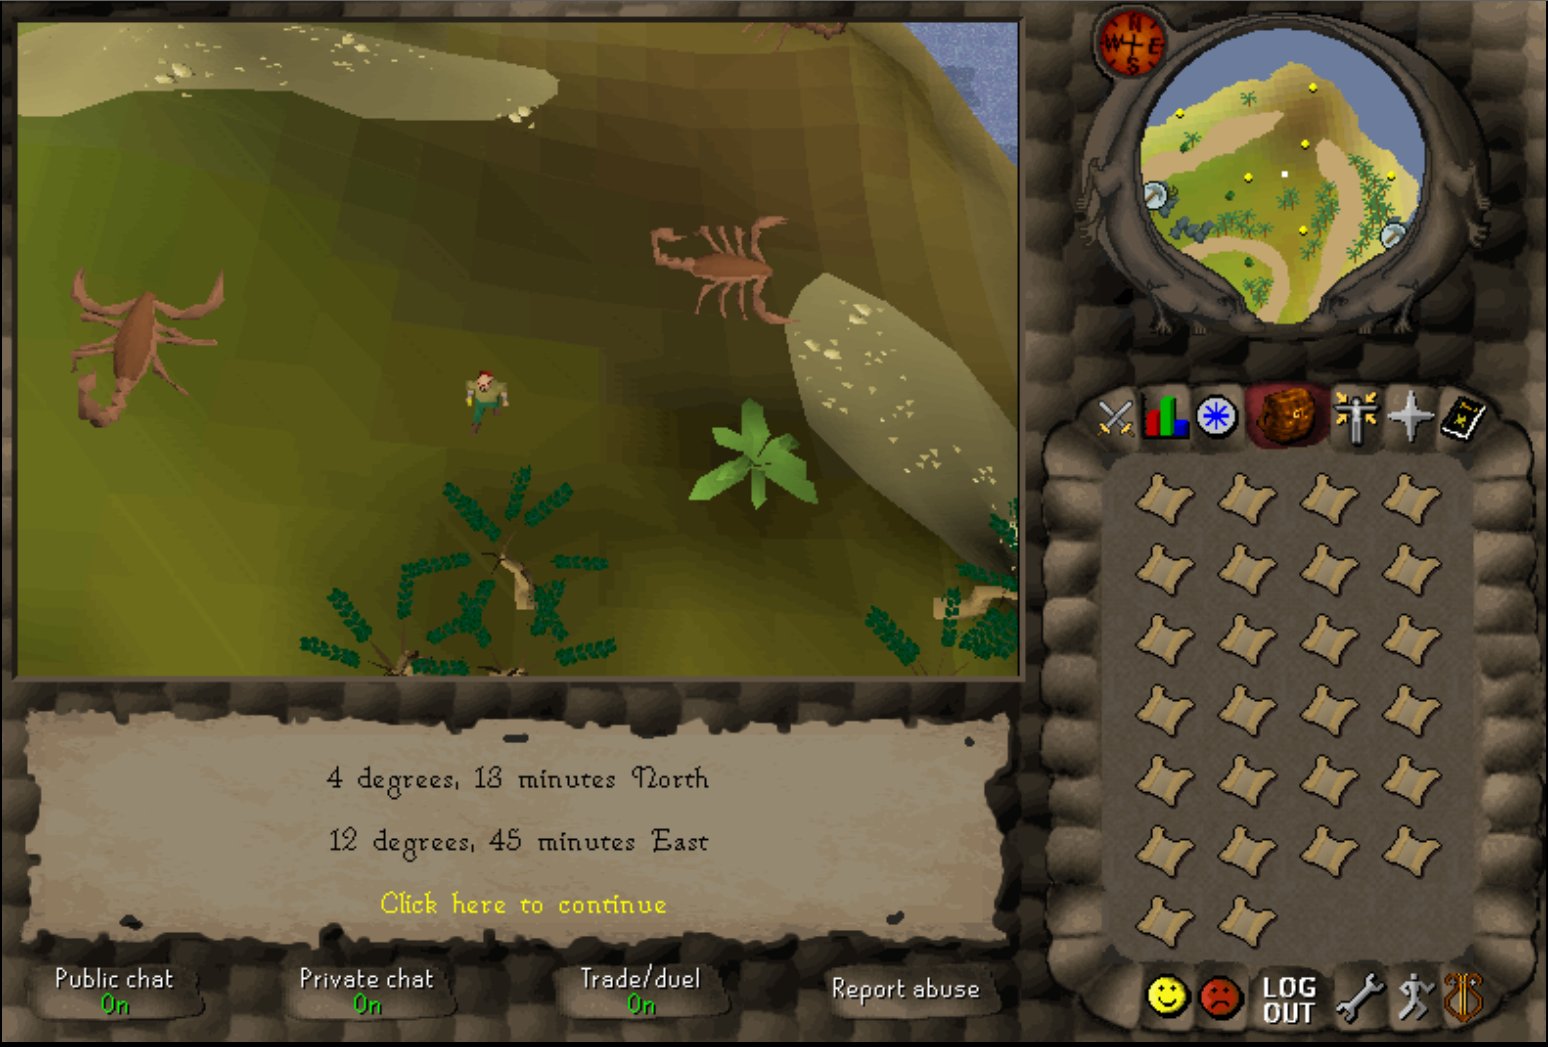 N
W E
S
4 degrees, 13 minutes North
12 degrees, 45 minutes East
Click here to continue
Public chat
On
Private chat
On
Trade/duel
On
Report abuse
LOG
OUT